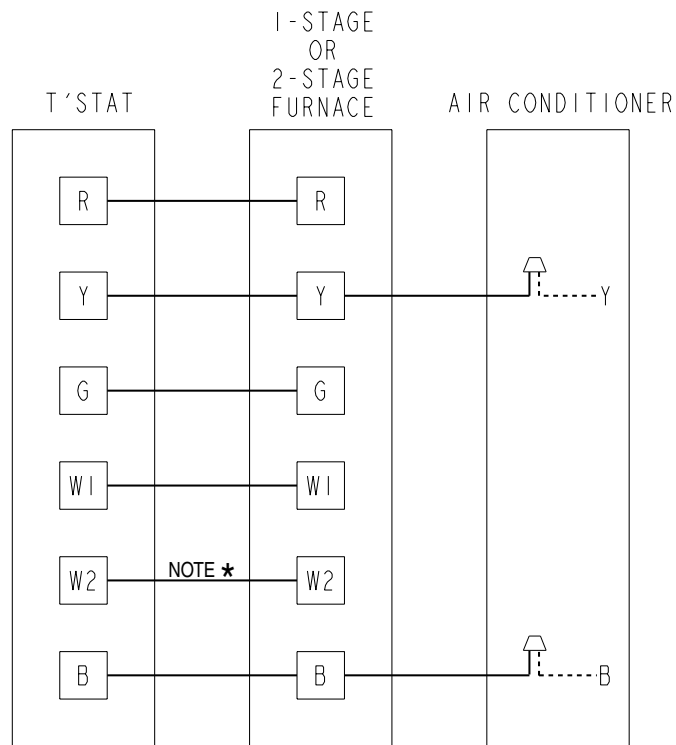 1-STAGE
OR
2-STAGE
FURNACE
T'STAT
AIR CONDITIONER
R R
Y Y Y
G G
W1 W1
W2 NOTE * W2
B B B